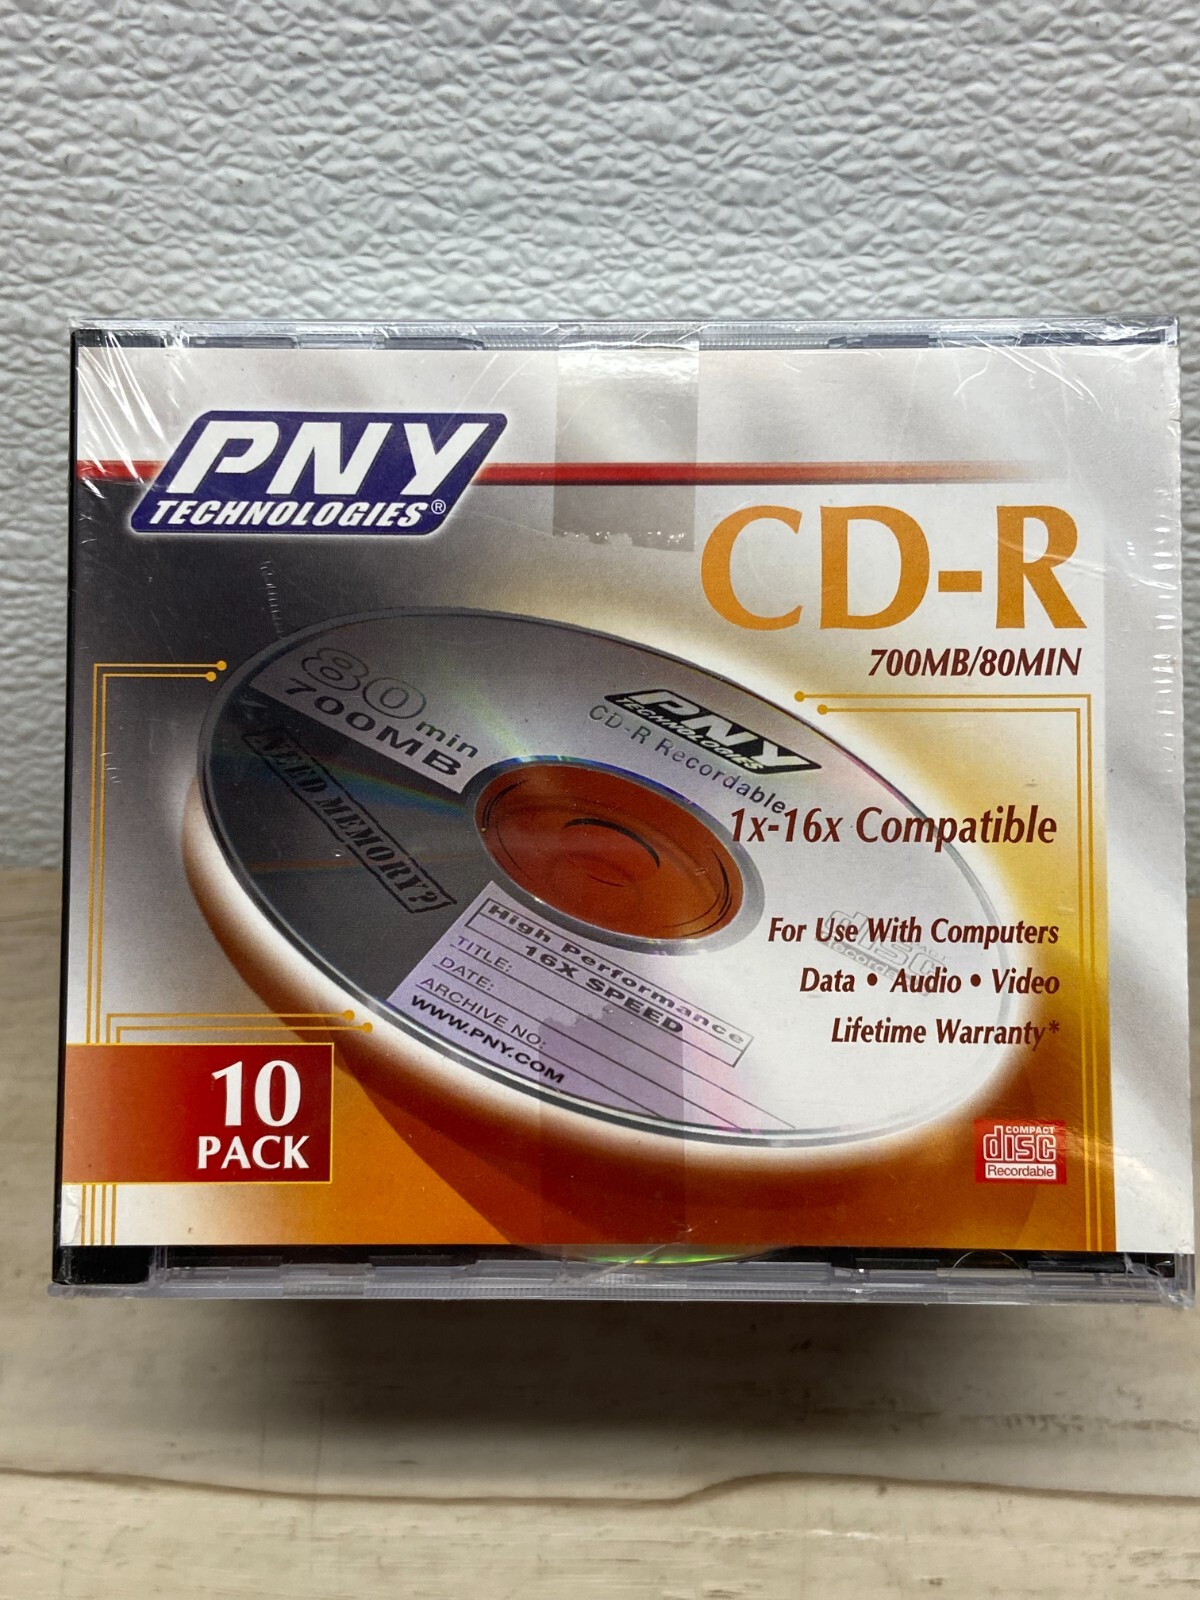 PNY
TECHNOLOGIES®
CD-R
700MB/80MIN
80min
700MB
NEED MEMORY?
PNY
TECHNOLOGIES
CD-R Recordable
1x-16x Compatible
For Use With Computers
Data • Audio • Video
Lifetime Warranty*
High Performance
16X SPEED
TITLE:
DATE:
ARCHIVE NO:
WWW.PNY.COM
10
PACK
COMPACT
disc
Recordable